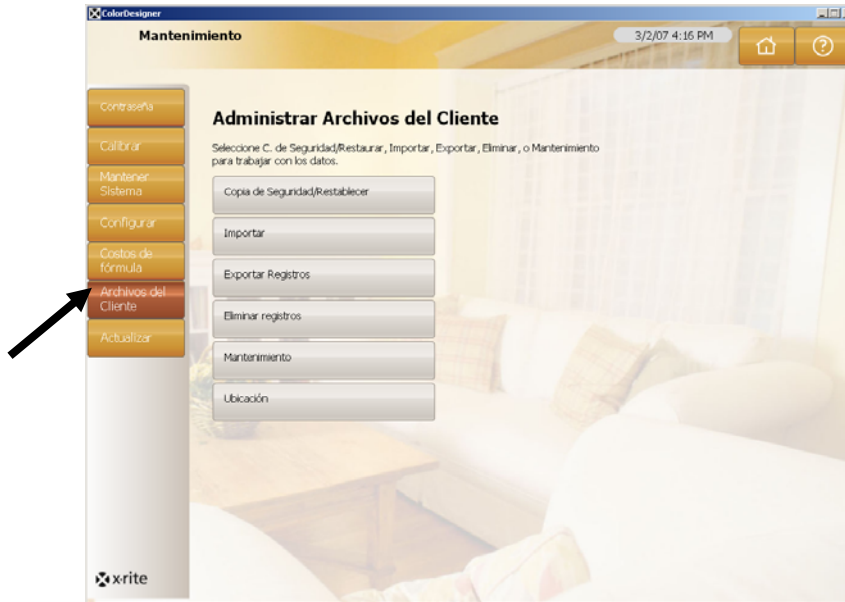 ColorDesigner
Mantenimiento
3/2/07 4:16 PM
Contraseña
Calibrar
Mantener
Sistema
Configurar
Costos de
fórmula
Archivos del
Cliente
Actualizar
Administrar Archivos del Cliente
Seleccione C. de Seguridad/Restaurar, Importar, Exportar, Eliminar, o Mantenimiento
para trabajar con los datos.
Copia de Seguridad/Restablecer
Importar
Exportar Registros
Eliminar registros
Mantenimiento
Ubicación
x·rite